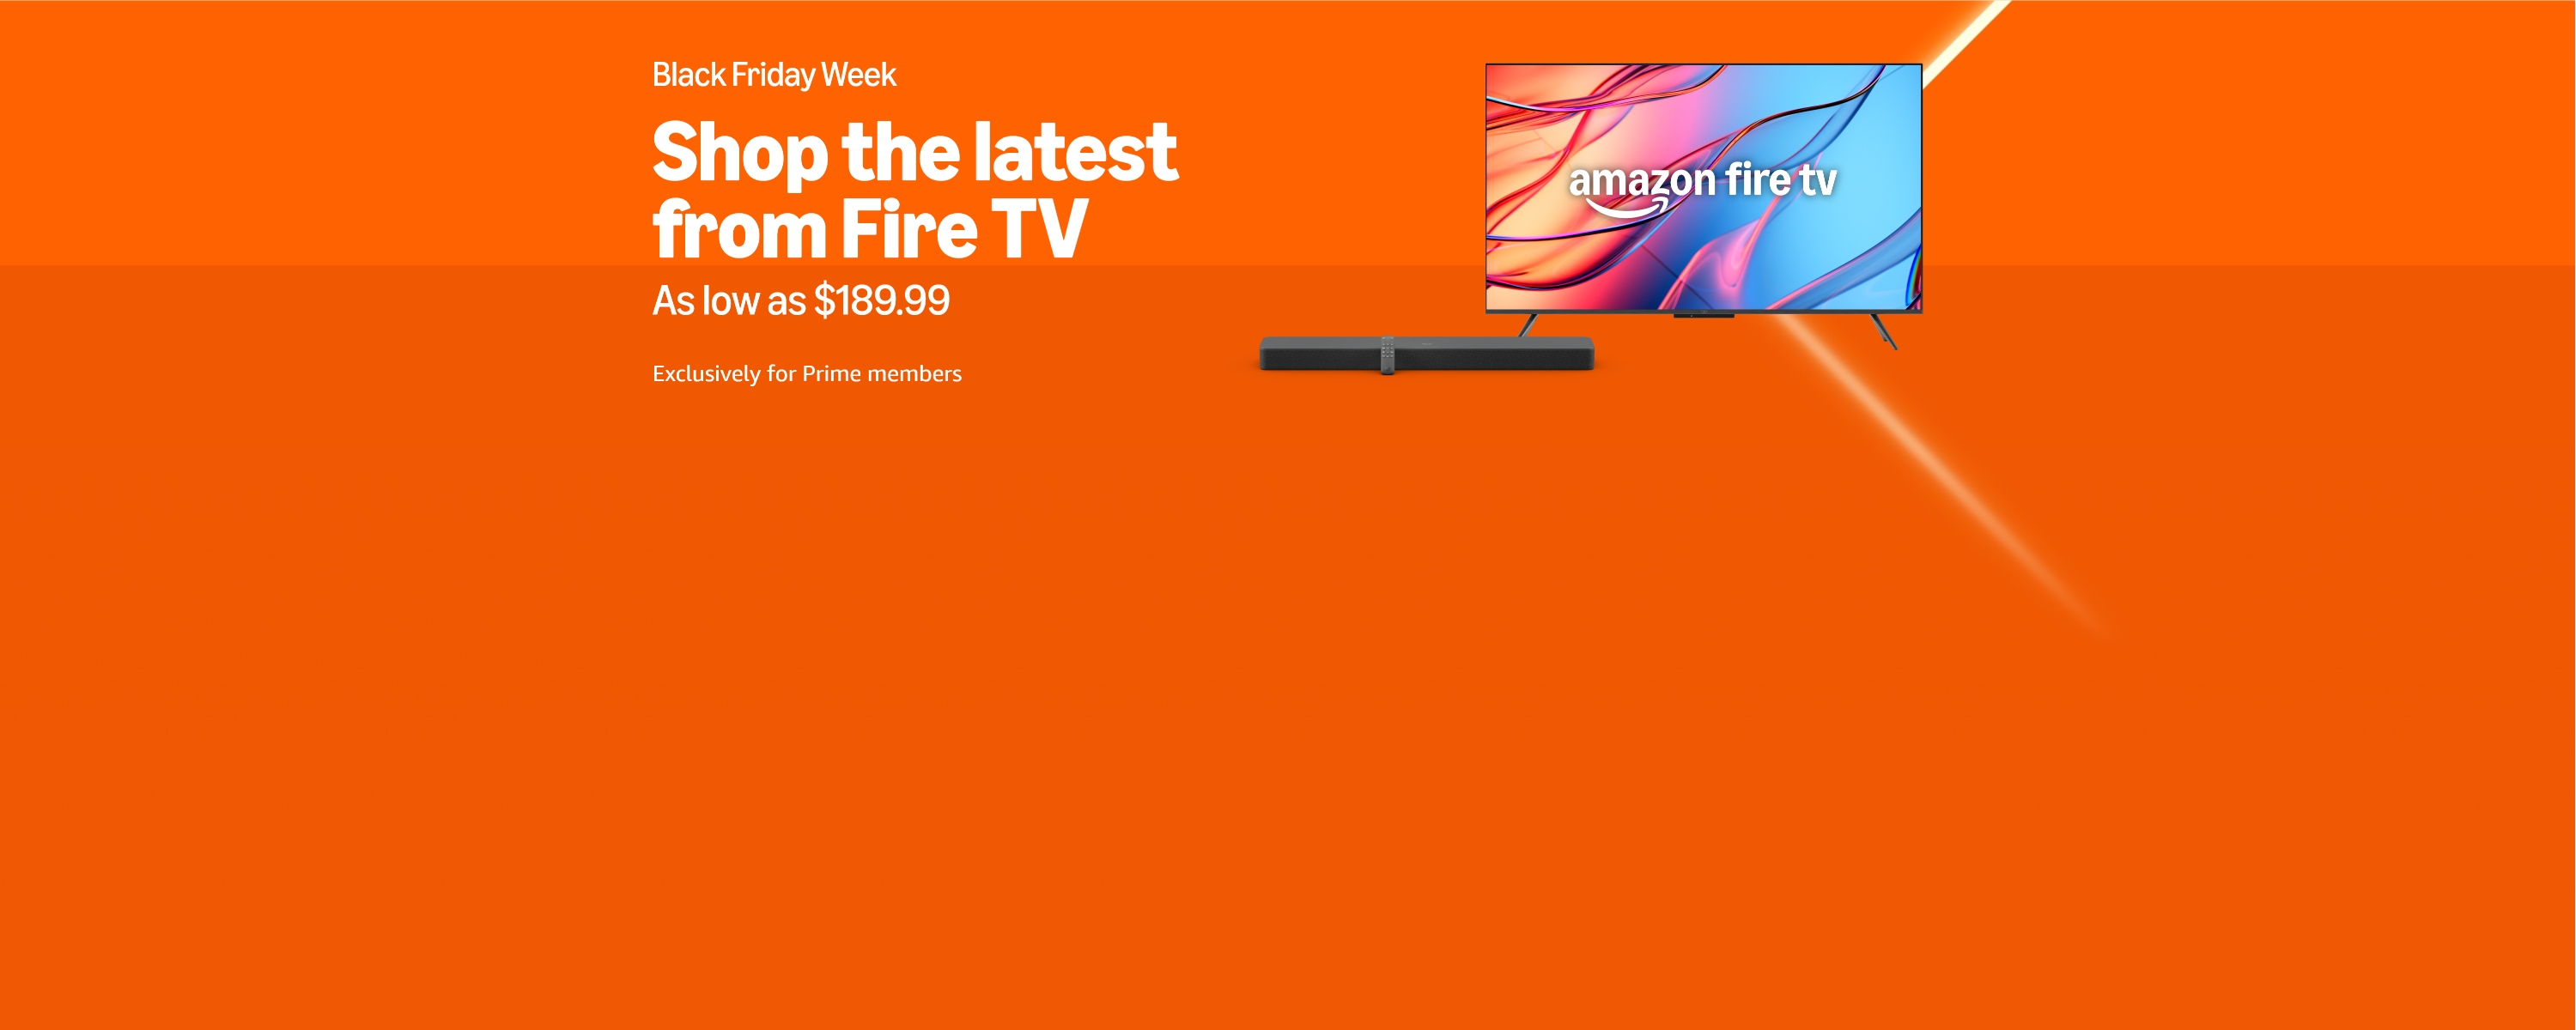 Black Friday Week
Shop the latest
from Fire TV
As low as $189.99
Exclusively for Prime members
amazon fire tv